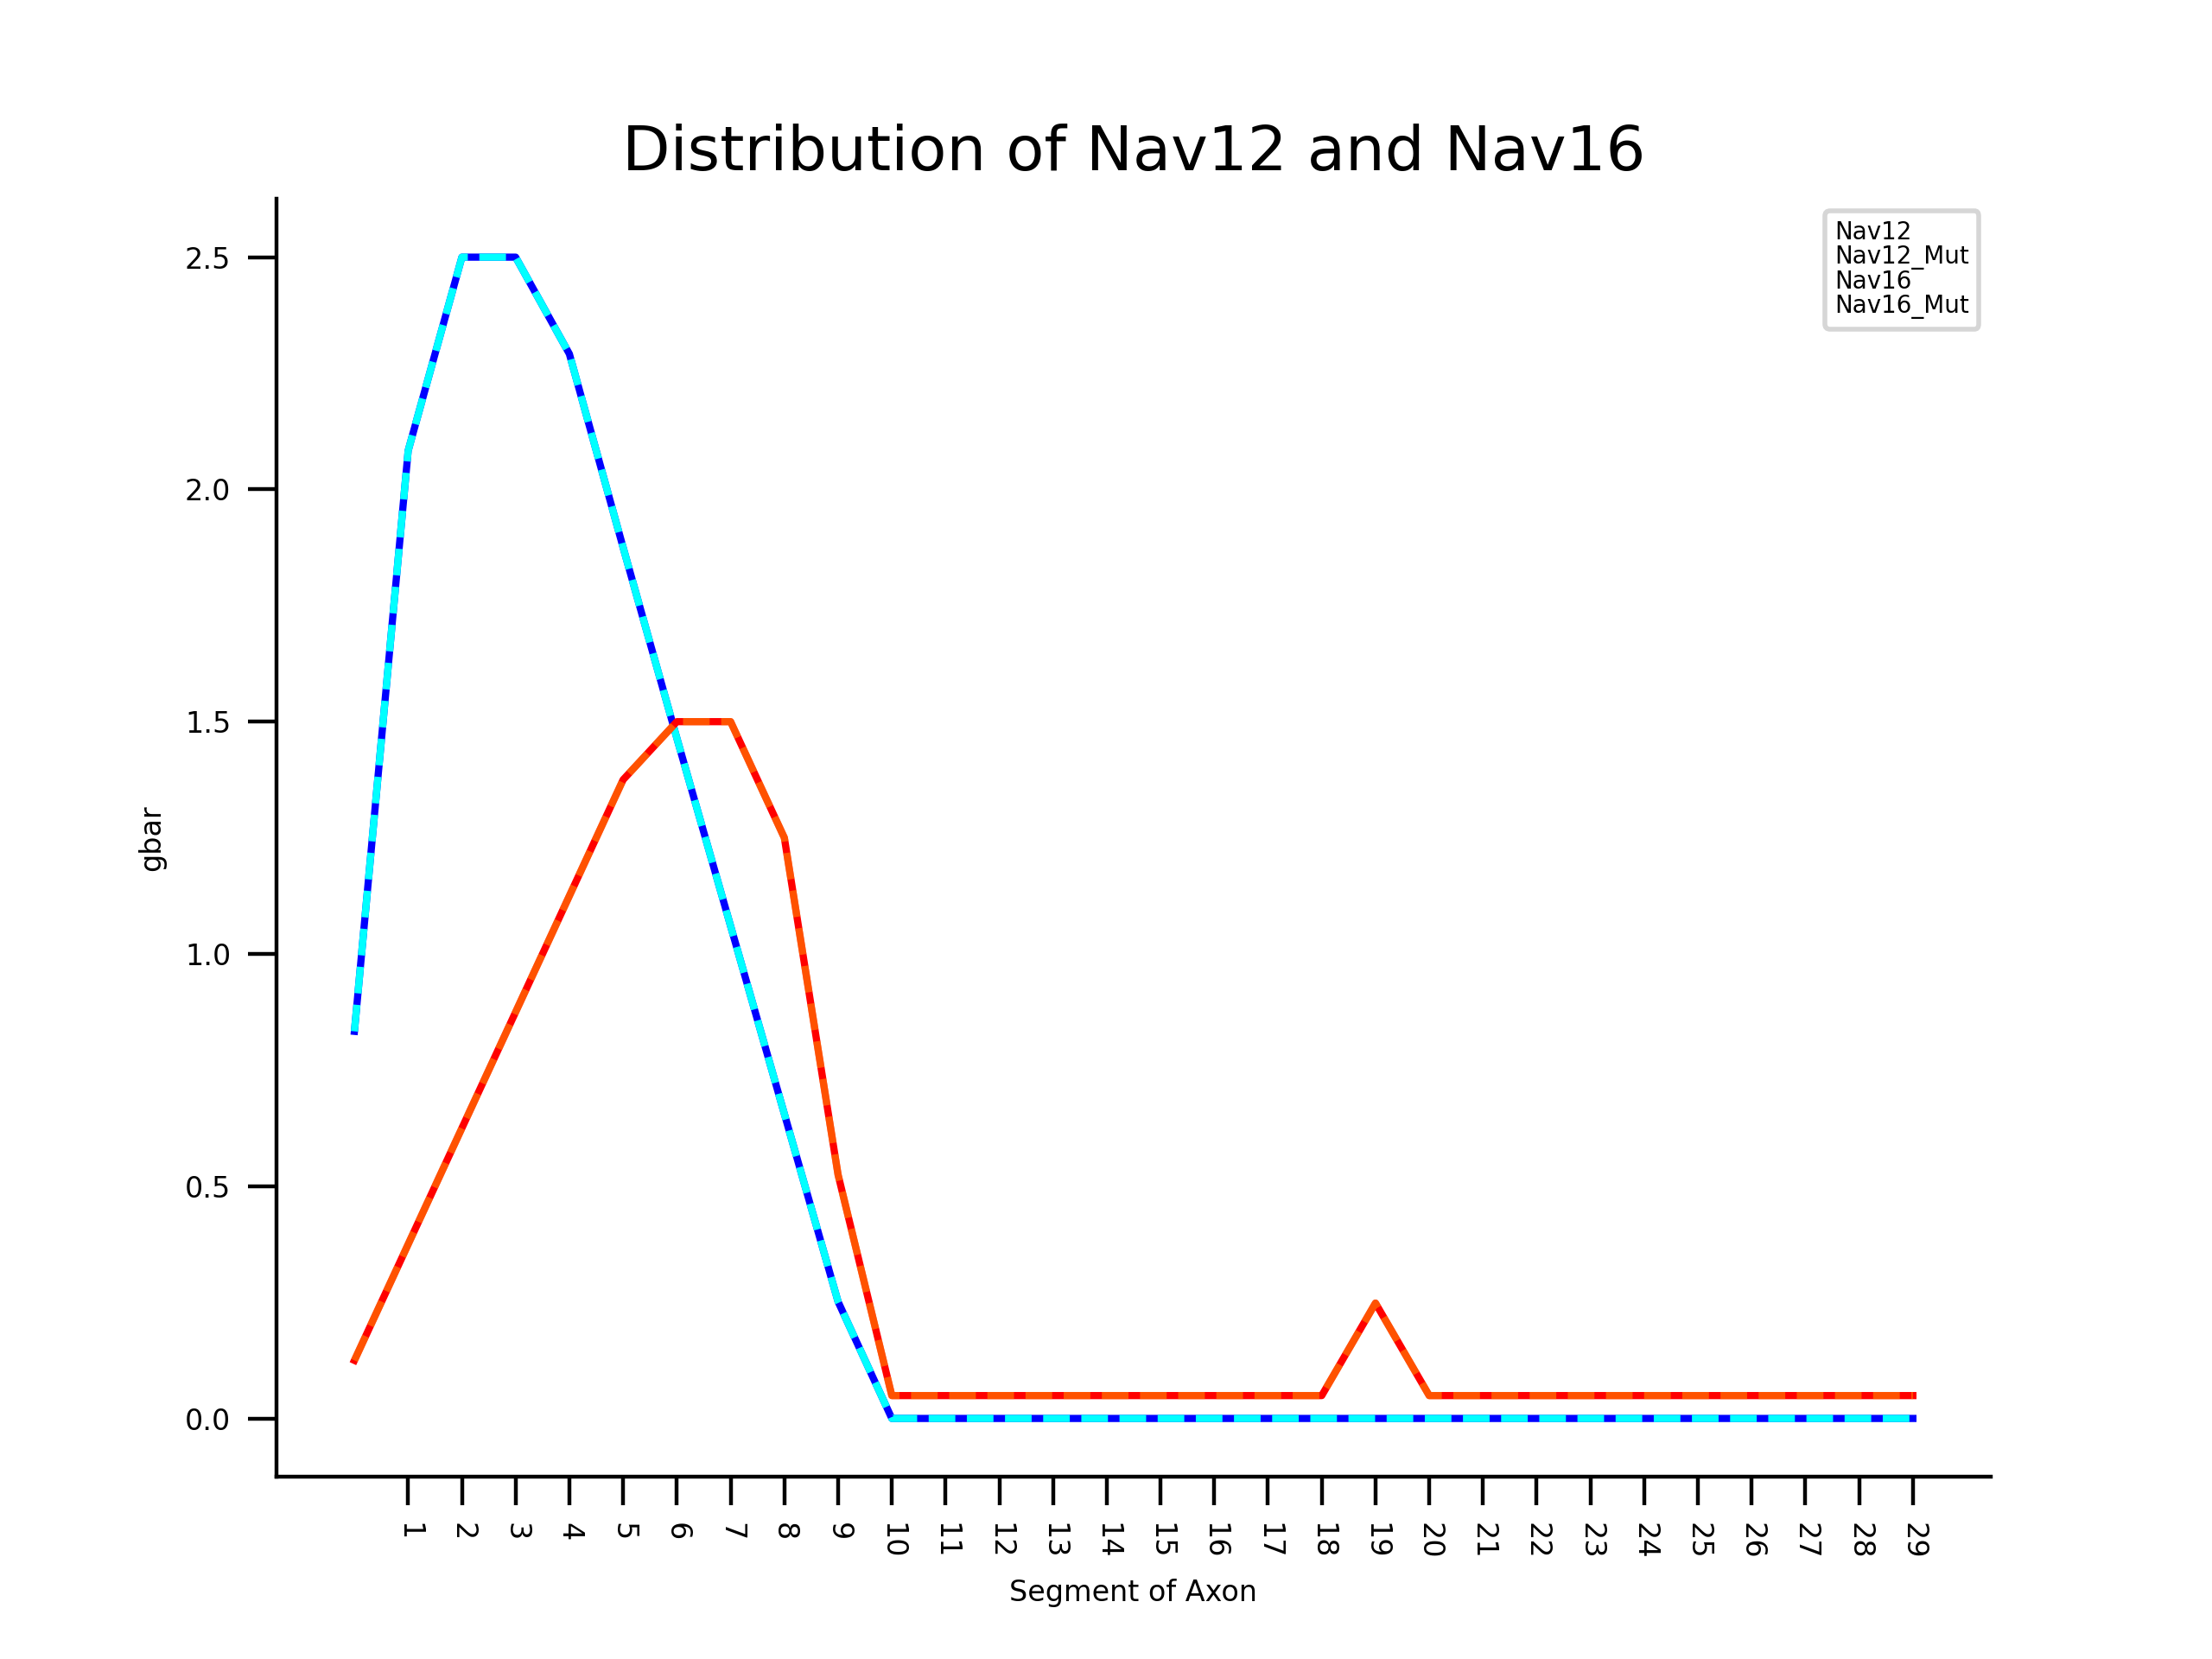 Distribution of Nav12 and Nav16
Nav12
Nav12_Mut
Nav16
Nav16_Mut
2.5
2.0
1.5
1.0
0.5
0.0
gbar
1 2 3 4 5 6 7 8 9 10 11 12 13 14 15 16 17 18 19 20 21 22 23 24 25 26 27 28 29
Segment of Axon